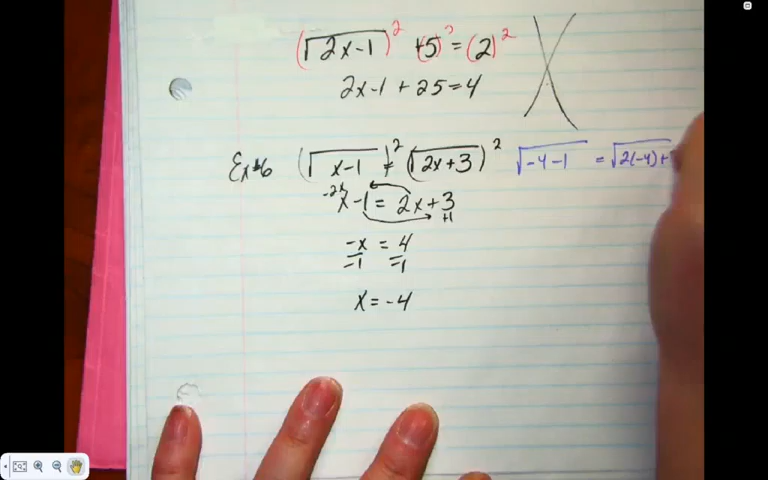 (√2x-1)² + (5)² = (2)²
2x-1 + 25 = 4
Ex 6 (√x-1)² = (√2x+3)² √-4-1 = √2(-4)+
-2x
x-1 = 2x+3
+1
-x = 4
-1 -1
x = -4